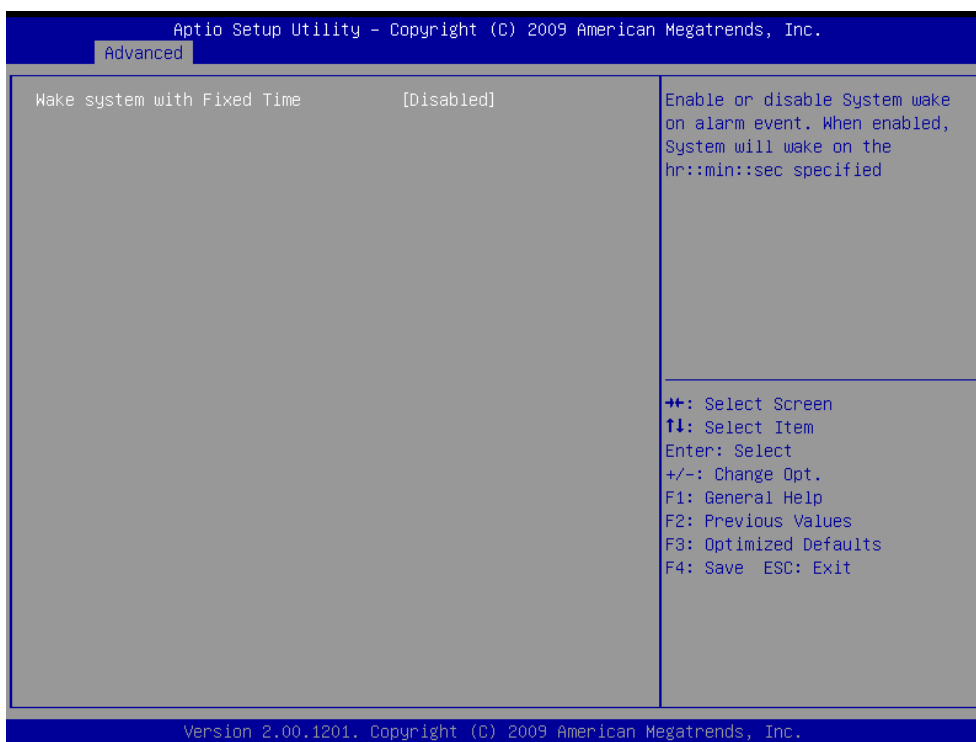 Aptio Setup Utility – Copyright (C) 2009 American Megatrends, Inc.
Advanced
Wake system with Fixed Time [Disabled]
Enable or disable System wake
on alarm event. When enabled,
System will wake on the
hr::min::sec specified
→←: Select Screen
↑↓: Select Item
Enter: Select
+/-: Change Opt.
F1: General Help
F2: Previous Values
F3: Optimized Defaults
F4: Save ESC: Exit
Version 2.00.1201. Copyright (C) 2009 American Megatrends, Inc.